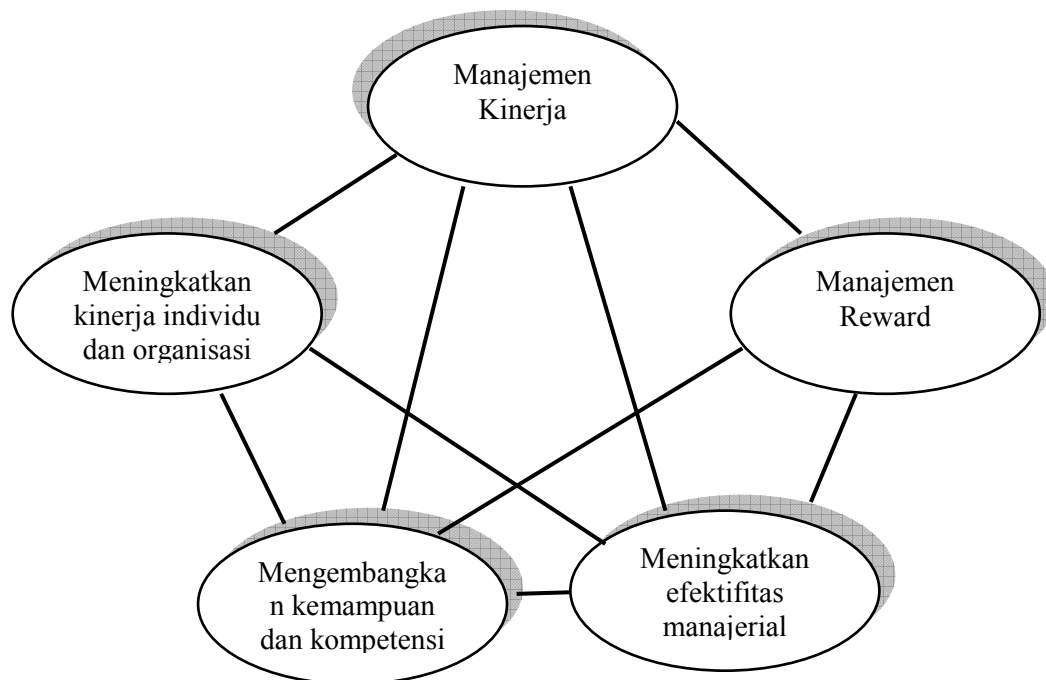 Manajemen
Kinerja
Meningkatkan
kinerja individu
dan organisasi
Manajemen
Reward
Mengembangka
n kemampuan
dan kompetensi
Meningkatkan
efektifitas
manajerial